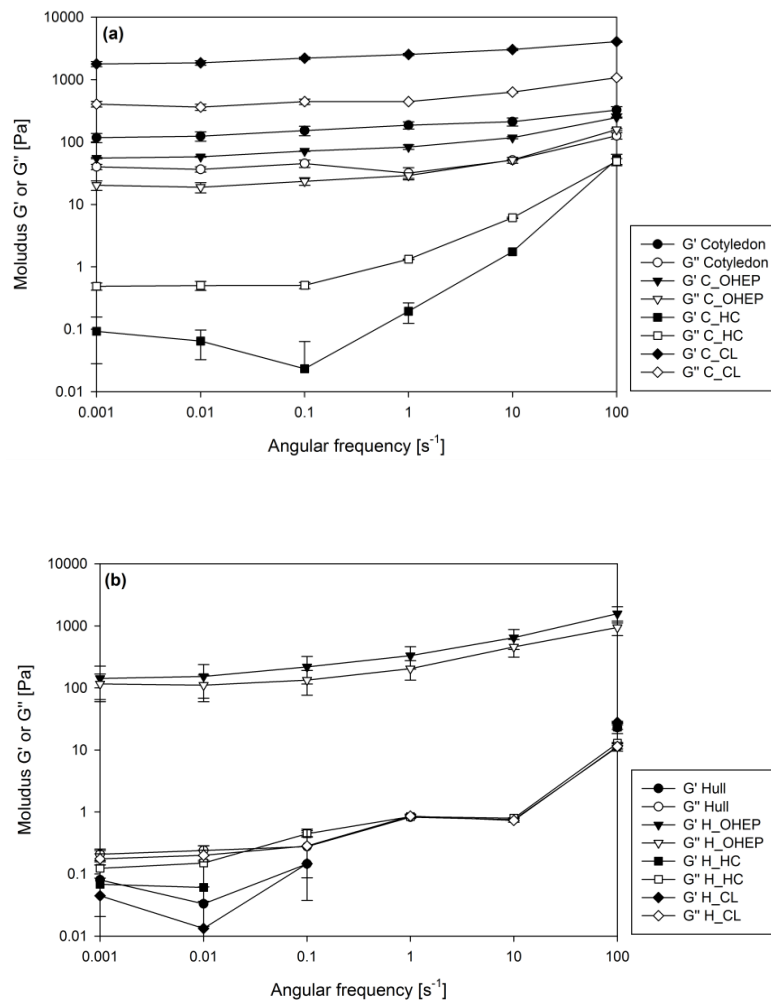 (a)
10000
1000
100
10
1
0.1
0.01
Moludus G' or G" [Pa]
0.001 0.01 0.1 1 10 100
Angular frequency [s⁻¹]
G' Cotyledon
G" Cotyledon
G' C_OHEP
G" C_OHEP
G' C_HC
G" C_HC
G' C_CL
G" C_CL
(b)
10000
1000
100
10
1
0.1
0.01
Moludus G' or G" [Pa]
0.001 0.01 0.1 1 10 100
Angular frequency [s⁻¹]
G' Hull
G" Hull
G' H_OHEP
G" H_OHEP
G' H_HC
G" H_HC
G' H_CL
G" H_CL